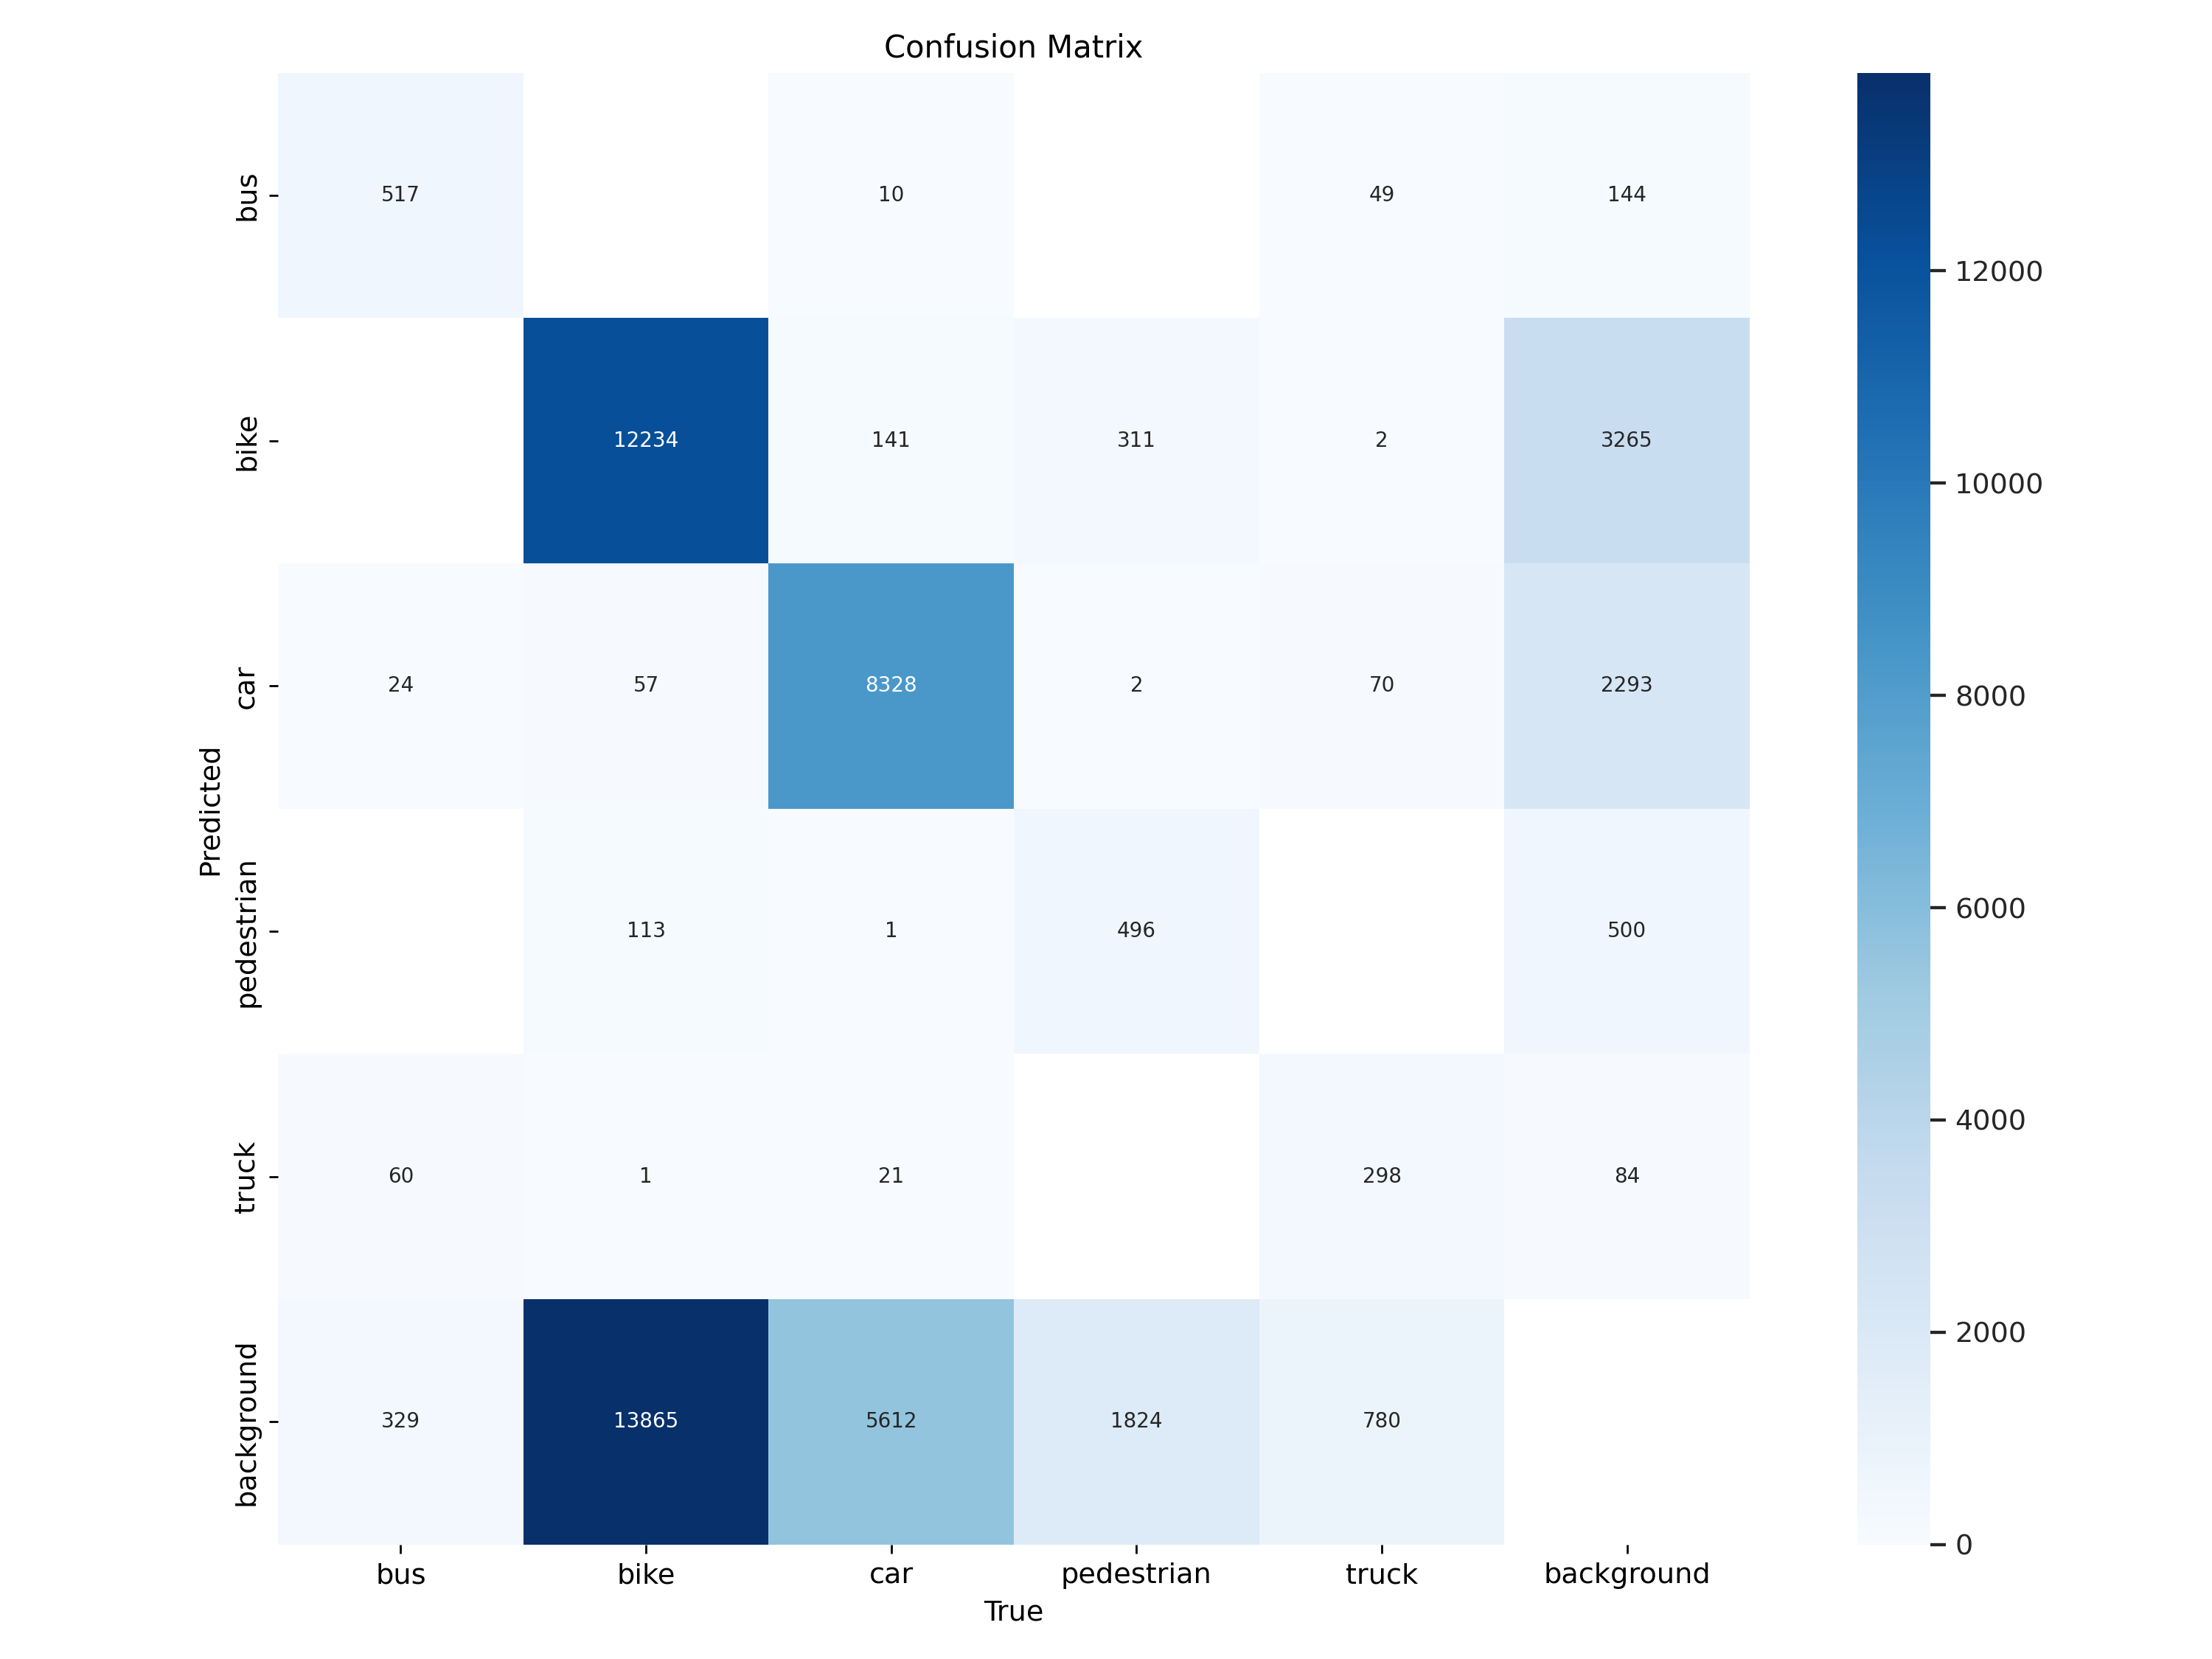 Confusion Matrix
bus 517 10 49 144
bike 12234 141 311 2 3265
car 24 57 8328 2 70 2293
pedestrian 113 1 496 500
truck 60 1 21 298 84
background 329 13865 5612 1824 780
bus bike car pedestrian truck background
True
Predicted
12000
10000
8000
6000
4000
2000
0